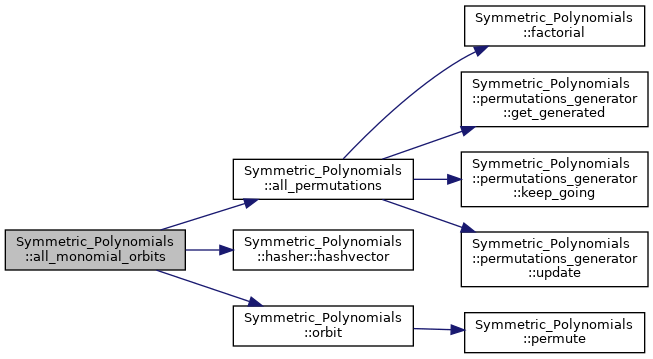 Symmetric_Polynomials
::all_monomial_orbits
Symmetric_Polynomials
::all_permutations
Symmetric_Polynomials
::hasher::hashvector
Symmetric_Polynomials
::orbit
Symmetric_Polynomials
::factorial
Symmetric_Polynomials
::permutations_generator
::get_generated
Symmetric_Polynomials
::permutations_generator
::keep_going
Symmetric_Polynomials
::permutations_generator
::update
Symmetric_Polynomials
::permute